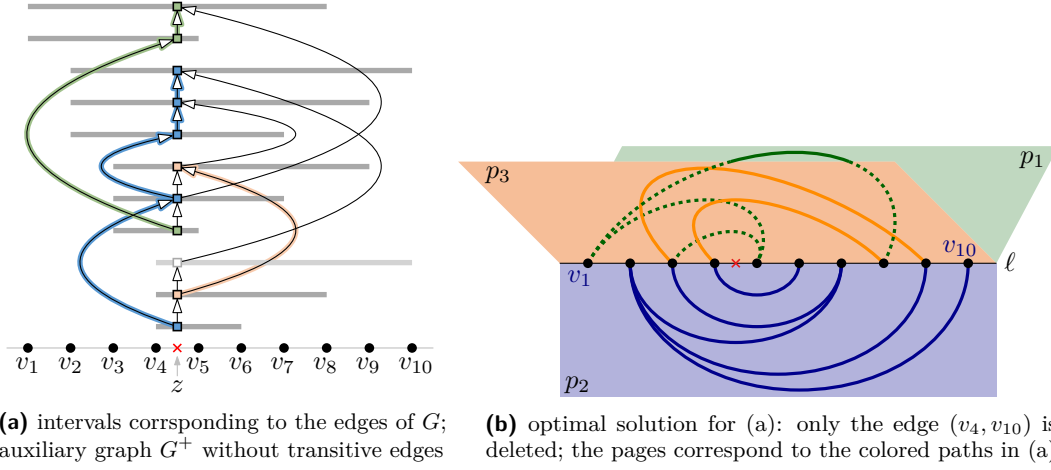 v1 v2 v3 v4 v5 v6 v7 v8 v9 v10
z
p3
p1
v1
v10
ℓ
p2
(a) intervals corrsponding to the edges of G;
auxiliary graph G+ without transitive edges
(b) optimal solution for (a): only the edge (v4, v10) is
deleted; the pages correspond to the colored paths in (a)